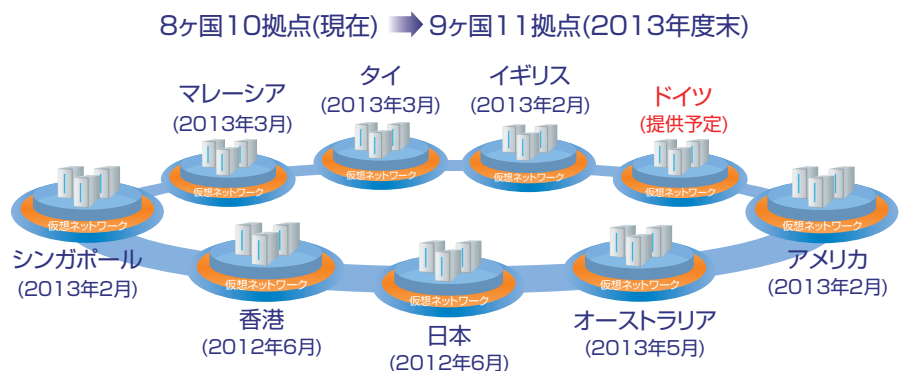 8ヶ国10拠点(現在) ➡ 9ヶ国11拠点(2013年度末)
タイ
(2013年3月)
イギリス
(2013年2月)
マレーシア
(2013年3月)
ドイツ
(提供予定)
仮想ネットワーク
仮想ネットワーク
仮想ネットワーク
仮想ネットワーク
仮想ネットワーク
シンガポール
(2013年2月)
仮想ネットワーク
アメリカ
(2013年2月)
仮想ネットワーク
香港
(2012年6月)
仮想ネットワーク
日本
(2012年6月)
仮想ネットワーク
オーストラリア
(2013年5月)